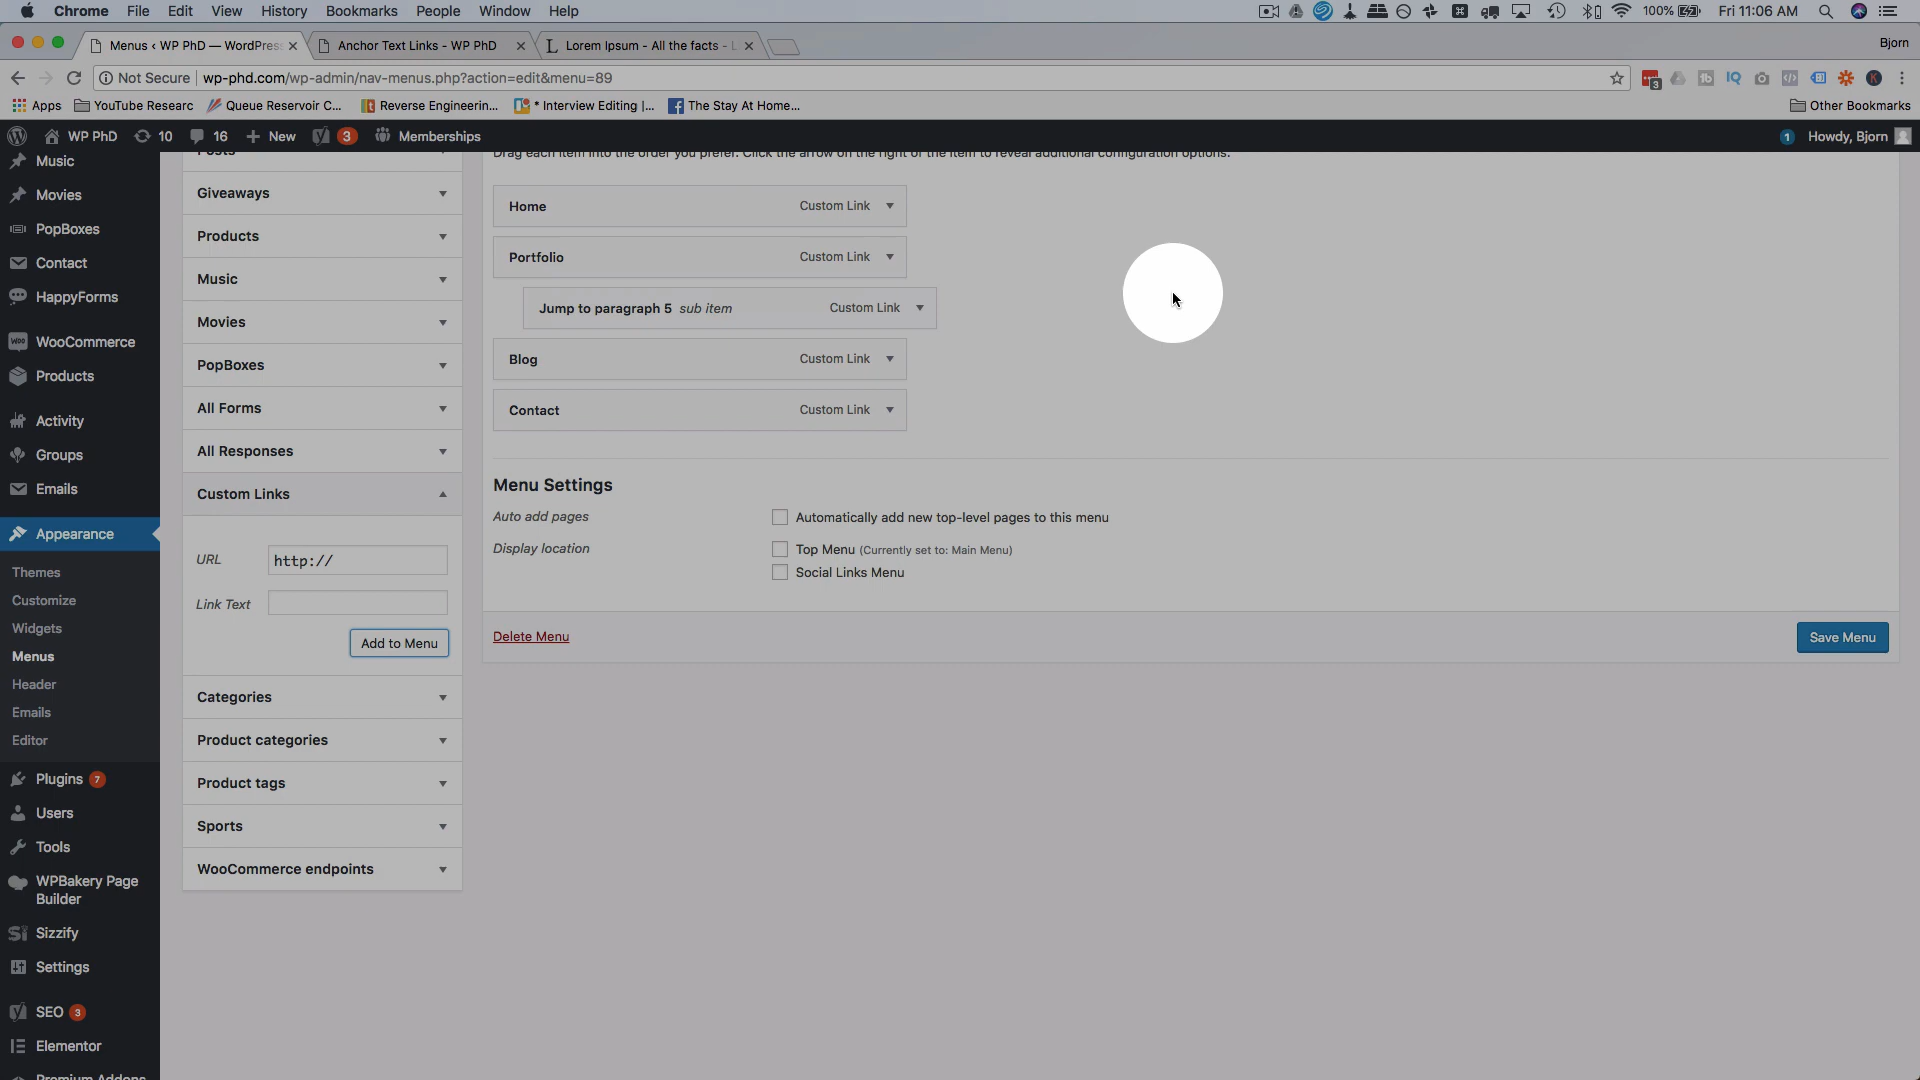 Chrome File Edit View History Bookmarks People Window Help 100% Fri 11:06 AM
Menus ‹ WP PhD — WordPres Anchor Text Links - WP PhD Lorem Ipsum - All the facts - L Bjorn
Not Secure wp-phd.com/wp-admin/nav-menus.php?action=edit&menu=89
Apps YouTube Researc Queue Reservoir C... Reverse Engineerin... * Interview Editing |... The Stay At Home... Other Bookmarks
WP PhD 10 16 New 3 Memberships 1 Howdy, Bjorn
Music
Movies
PopBoxes
Contact
HappyForms
WooCommerce
Products
Activity
Groups
Emails
Appearance
Themes
Customize
Widgets
Menus
Header
Emails
Editor
Plugins 7
Users
Tools
WPBakery Page
Builder
Sizzify
Settings
SEO 3
Elementor
Premium Addons
Posts
Giveaways
Products
Music
Movies
PopBoxes
All Forms
All Responses
Custom Links
URL http://
Link Text
Add to Menu
Categories
Product categories
Product tags
Sports
WooCommerce endpoints
Drag each item into the order you prefer. Click the arrow on the right of the item to reveal additional configuration options.
Home Custom Link
Portfolio Custom Link
Jump to paragraph 5 sub item Custom Link
Blog Custom Link
Contact Custom Link
Menu Settings
Auto add pages Automatically add new top-level pages to this menu
Display location Top Menu (Currently set to: Main Menu)
Social Links Menu
Delete Menu Save Menu